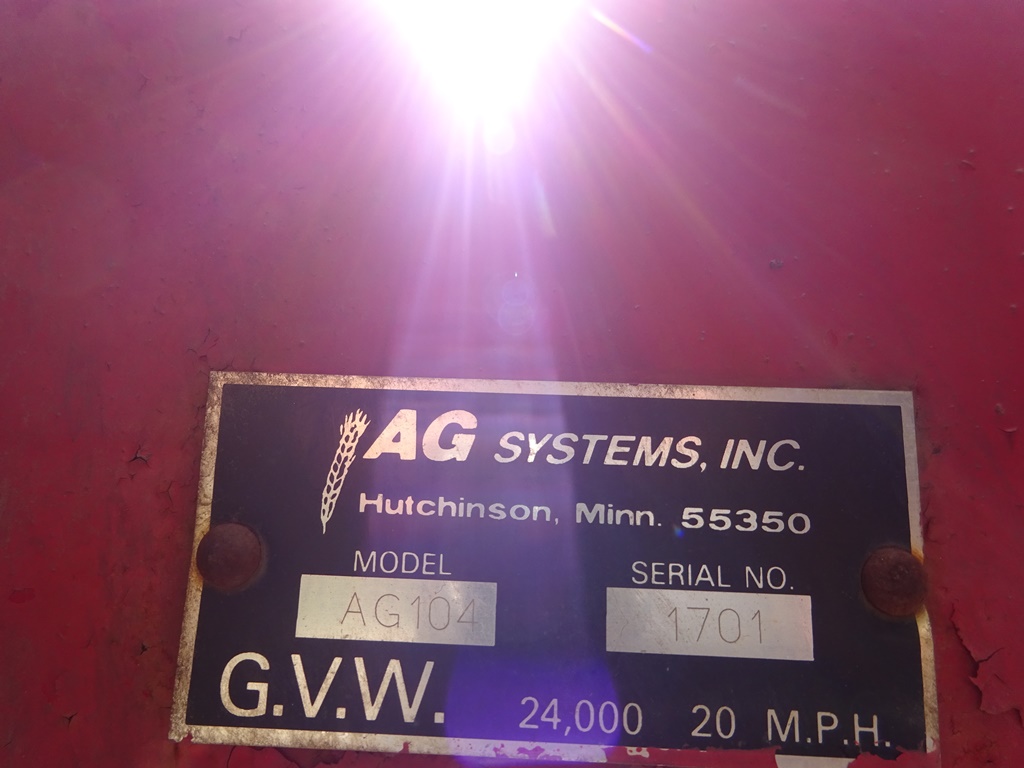 AG SYSTEMS, INC.
Hutchinson, Minn. 55350
MODEL SERIAL NO.
AG104 1701
G.V.W. 24,000 20 M.P.H.